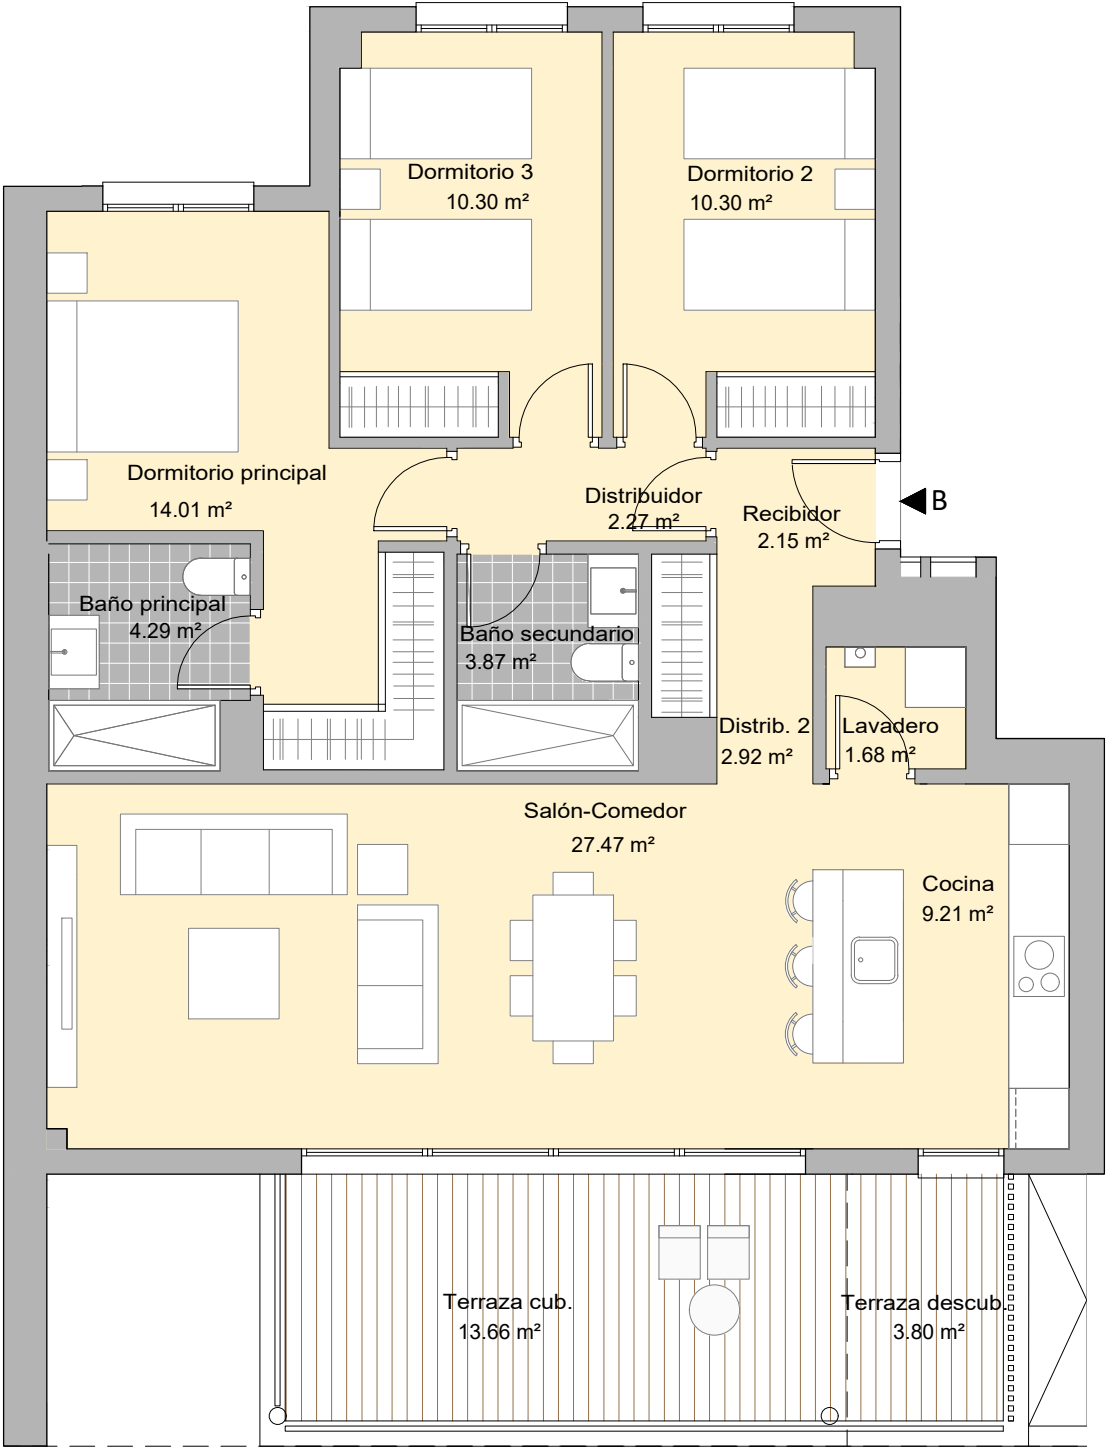 Dormitorio 3
10.30 m²
Dormitorio 2
10.30 m²
Dormitorio principal
14.01 m²
Distribuidor
2.27 m²
Recibidor
2.15 m²
B
Baño principal
4.29 m²
Baño secundario
3.87 m²
Distrib. 2
2.92 m²
Lavadero
1.68 m²
Salón-Comedor
27.47 m²
Cocina
9.21 m²
Terraza cub.
13.66 m²
Terraza descub.
3.80 m²